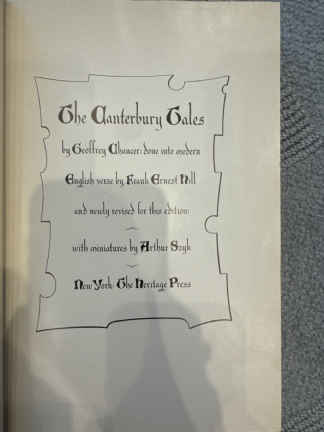 The Canterbury Tales
by Geoffrey Chaucer: done into modern
English verse by Frank Ernest Hill
and newly revised for this edition:
with miniatures by Arthur Szyk
New York: The Heritage Press